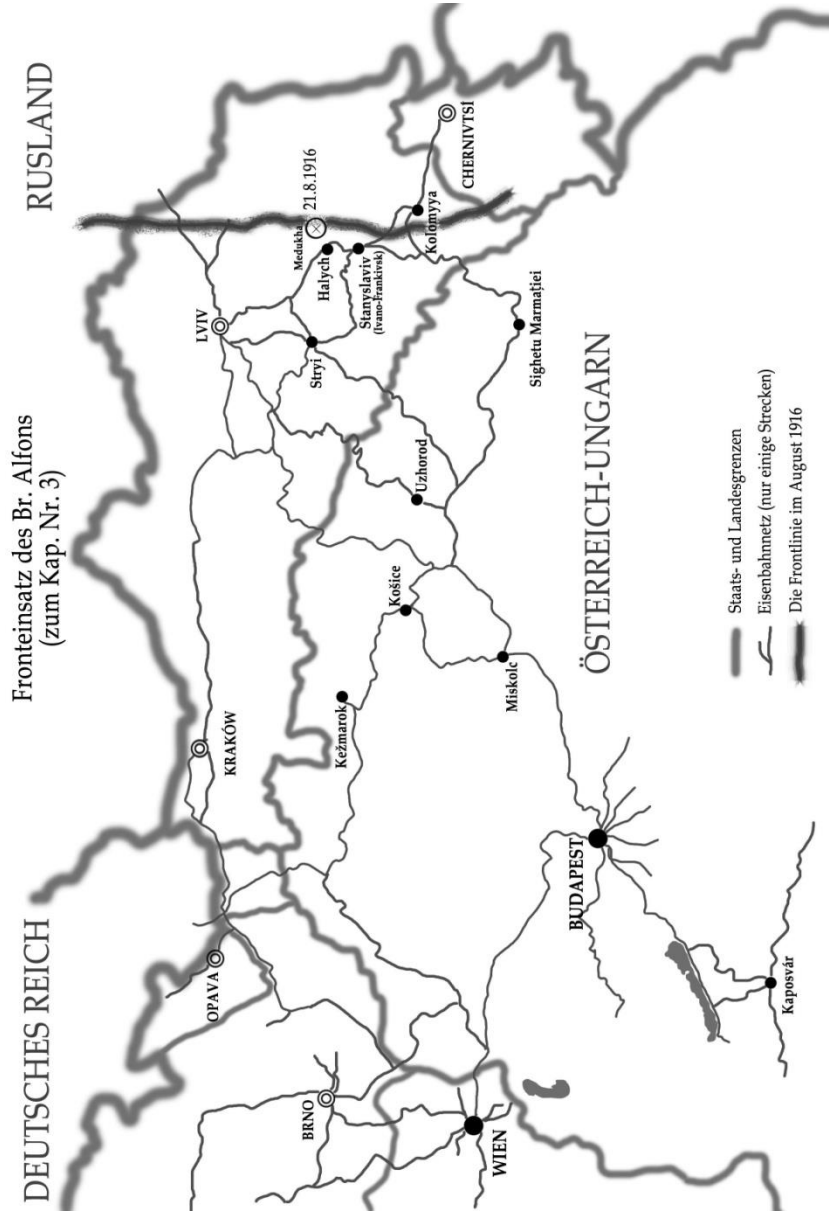 Fronteinsatz des Br. Alfons
(zum Kap. Nr. 3)
DEUTSCHES REICH
RUSLAND
OPAVA
KRAKÓW
LVIV
Medukha
21.8.1916
Halych
Stanyslaviv
(Ivano-Frankivsk)
Stryi
Kolomyya
CHERNIVTSI
BRNO
Kežmarok
Košice
Uzhorod
Sighetu Marmației
WIEN
Miskolc
BUDAPEST
ÖSTERREICH-UNGARN
Kaposvár
Staats- und Landesgrenzen
Eisenbahnnetz (nur einige Strecken)
Die Frontlinie im August 1916